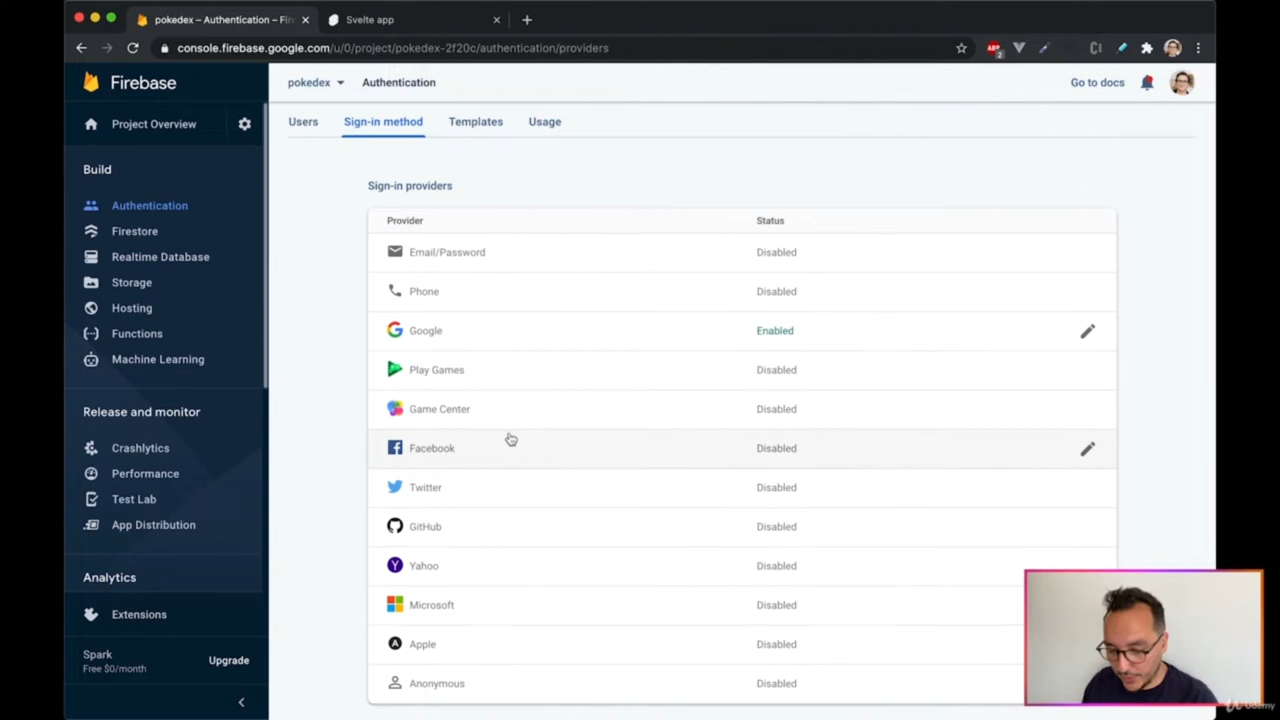 pokedex – Authentication – Fir
Svelte app
console.firebase.google.com/u/0/project/pokedex-2f20c/authentication/providers
ABP
2
Firebase
pokedex
Authentication
Go to docs
Project Overview
Users
Sign-in method
Templates
Usage
Build
Authentication
Firestore
Realtime Database
Storage
Hosting
Functions
Machine Learning
Release and monitor
Crashlytics
Performance
Test Lab
App Distribution
Analytics
Extensions
Spark
Free $0/month
Upgrade
Sign-in providers
Provider Status
Email/Password Disabled
Phone Disabled
Google Enabled
Play Games Disabled
Game Center Disabled
Facebook Disabled
Twitter Disabled
GitHub Disabled
Yahoo Disabled
Microsoft Disabled
Apple Disabled
Anonymous Disabled
Udemy